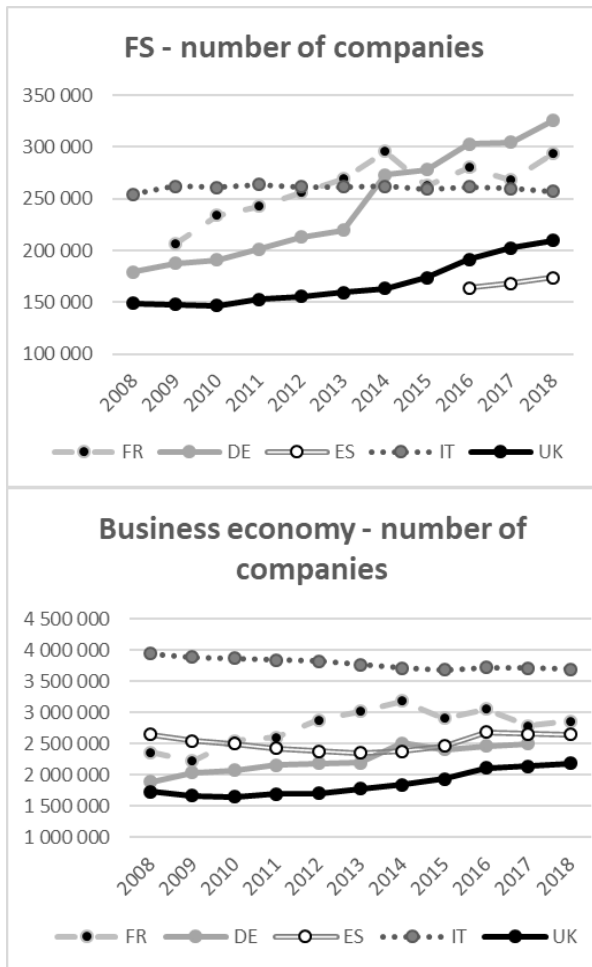 FS - number of companies
350 000
300 000
250 000
200 000
150 000
100 000
2008 2009 2010 2011 2012 2013 2014 2015 2016 2017 2018
FR DE ES IT UK
Business economy - number of
companies
4 500 000
4 000 000
3 500 000
3 000 000
2 500 000
2 000 000
1 500 000
1 000 000
2008 2009 2010 2011 2012 2013 2014 2015 2016 2017 2018
FR DE ES IT UK